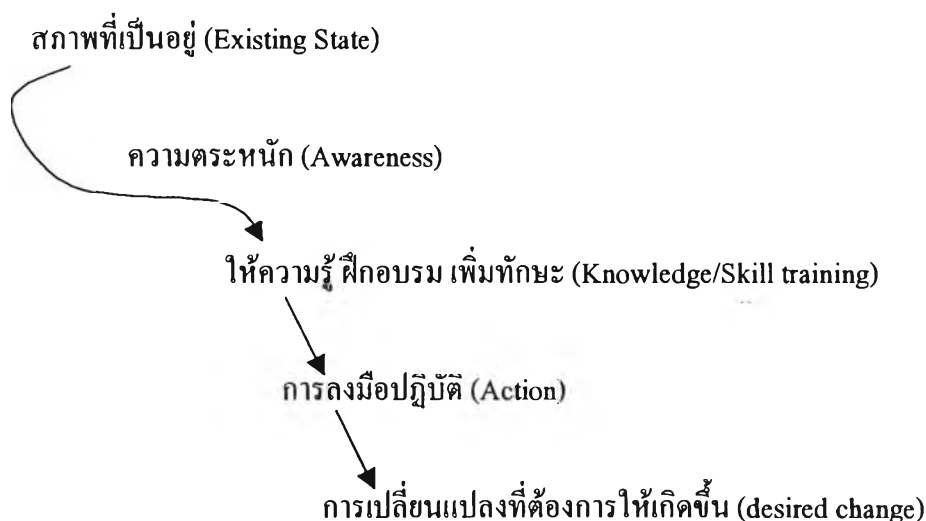 สภาพที่เป็นอยู่ (Existing State)
ความตระหนัก (Awareness)
ให้ความรู้ ฝึกอบรม เพิ่มทักษะ (Knowledge/Skill training)
การลงมือปฏิบัติ (Action)
การเปลี่ยนแปลงที่ต้องการให้เกิดขึ้น (desired change)